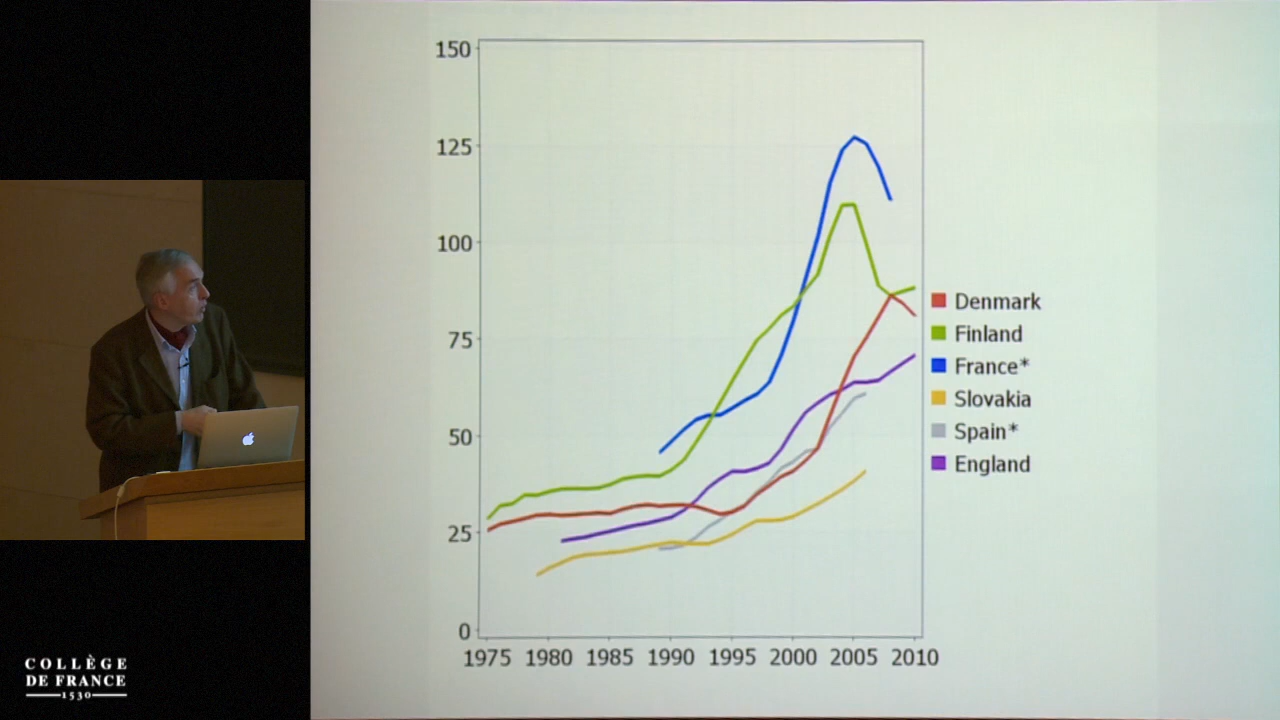 150
125
100
75
50
25
0
1975 1980 1985 1990 1995 2000 2005 2010
Denmark
Finland
France*
Slovakia
Spain*
England
COLLÈGE
DE FRANCE
1530